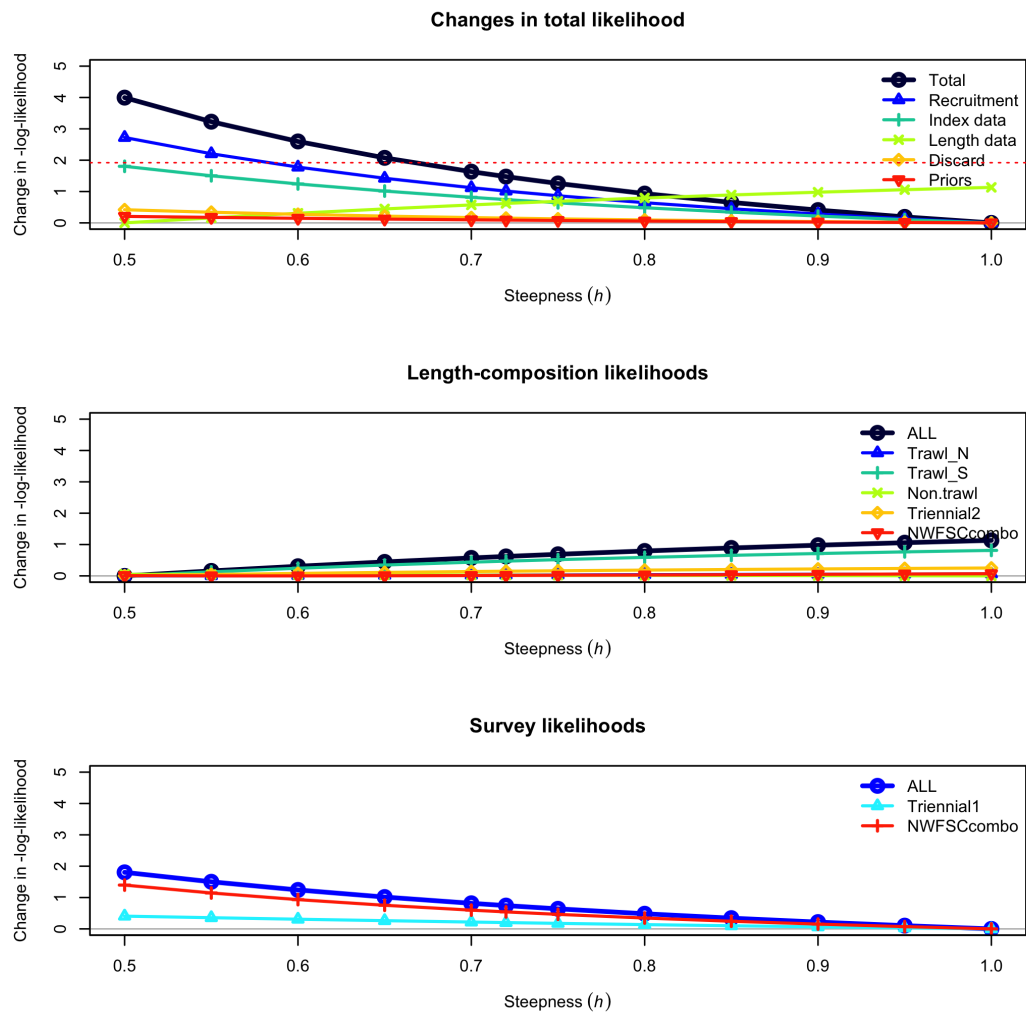 Changes in total likelihood
Change in -log-likelihood
5
4
3
2
1
0
Total
Recruitment
Index data
Length data
Discard
Priors
0.5 0.6 0.7 0.8 0.9 1.0
Steepness (h)
Length-composition likelihoods
Change in -log-likelihood
5
4
3
2
1
0
ALL
Trawl_N
Trawl_S
Non.trawl
Triennial2
NWFSCcombo
0.5 0.6 0.7 0.8 0.9 1.0
Steepness (h)
Survey likelihoods
Change in -log-likelihood
5
4
3
2
1
0
ALL
Triennial1
NWFSCcombo
0.5 0.6 0.7 0.8 0.9 1.0
Steepness (h)